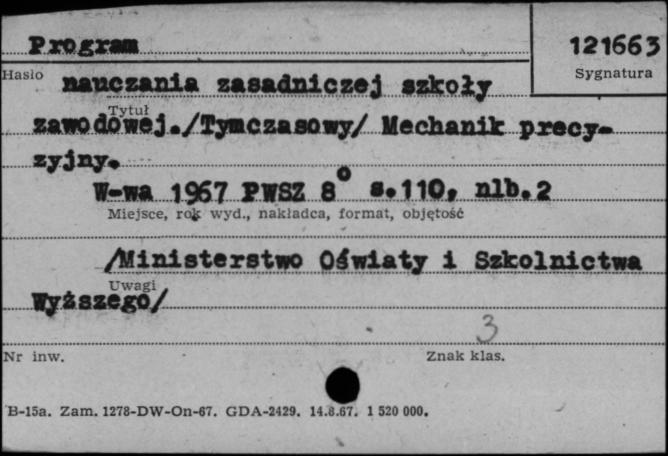 Program
121663
Hasło
Sygnatura
nauczania zasadniczej szkoły
Tytuł
zawodowej./Tymczasowy/ Mechanik precy-
zyjny.
W-wa 1967 PWSZ 8° s.110, nlb.2
Miejsce, rok wyd., nakładca, format, objętość
/Ministerstwo Oświaty i Szkolnictwa
Uwagi
Wyższego/
3
Nr inw.
Znak klas.
B-15a. Zam. 1278-DW-On-67. GDA-2429. 14.8.67. 1 520 000.